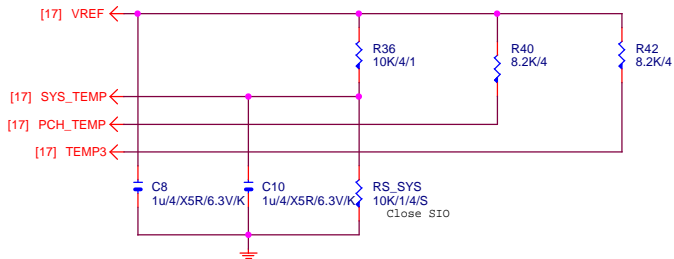 [17] VREF
R36
10K/4/1
R40
8.2K/4
R42
8.2K/4
[17] SYS_TEMP
[17] PCH_TEMP
[17] TEMP3
C8
1u/4/X5R/6.3V/K
C10
1u/4/X5R/6.3V/K
RS_SYS
10K/1/4/S
Close SIO